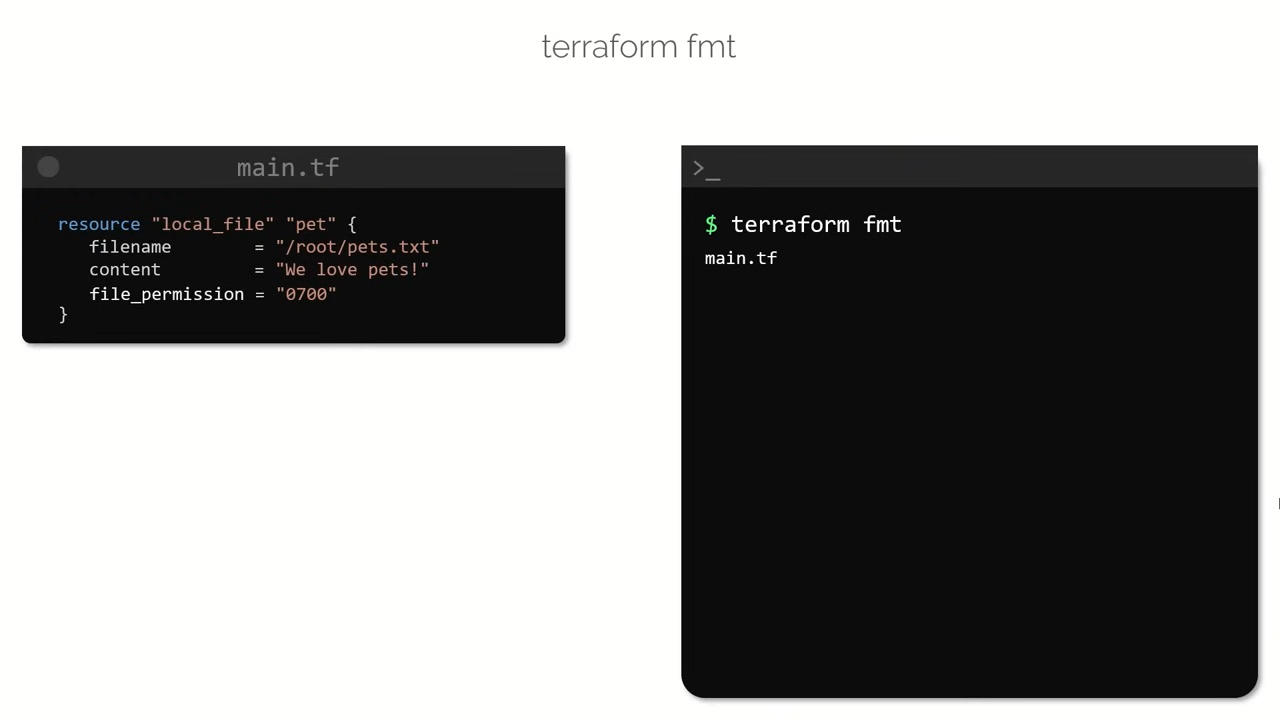 terraform fmt
main.tf
resource "local_file" "pet" {
   filename        = "/root/pets.txt"
   content         = "We love pets!"
   file_permission = "0700"
}
>_
$ terraform fmt
main.tf